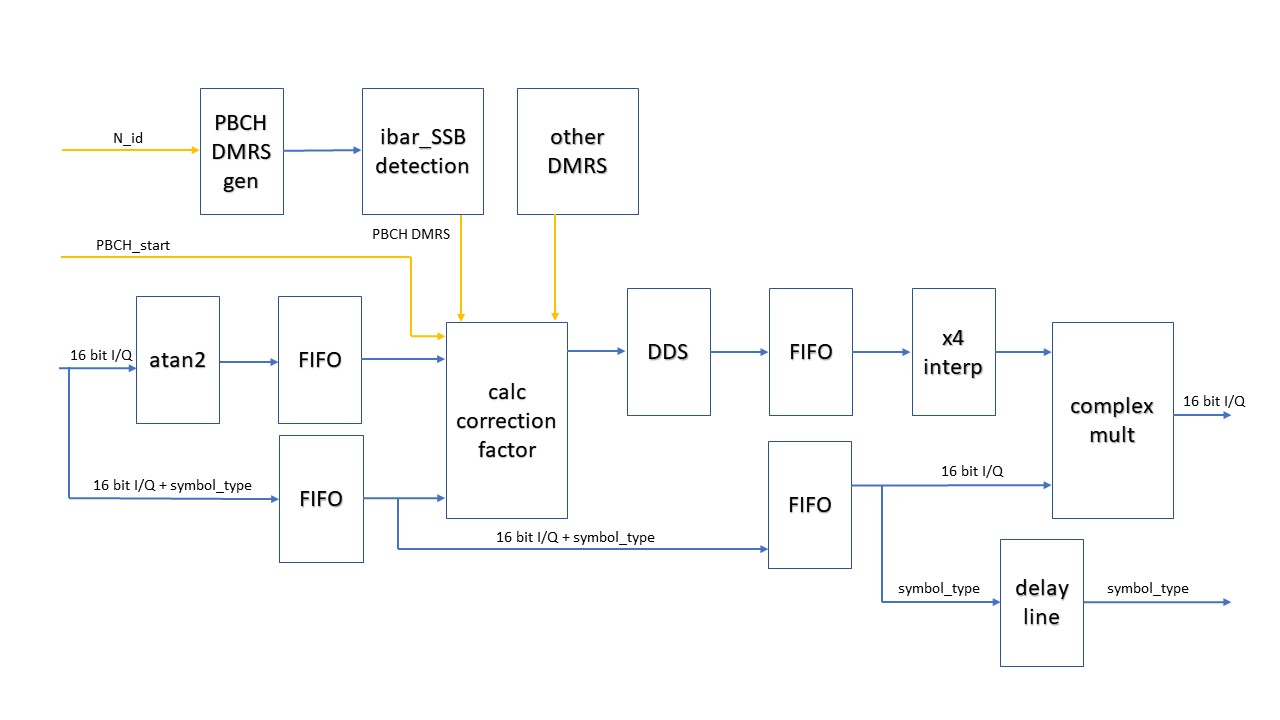 N_id
PBCH
DMRS
gen
ibar_SSB
detection
other
DMRS
PBCH DMRS
PBCH_start
16 bit I/Q
atan2
FIFO
calc
correction
factor
DDS
FIFO
x4
interp
complex
mult
16 bit I/Q
16 bit I/Q + symbol_type
FIFO
16 bit I/Q + symbol_type
FIFO
16 bit I/Q
symbol_type
delay
line
symbol_type